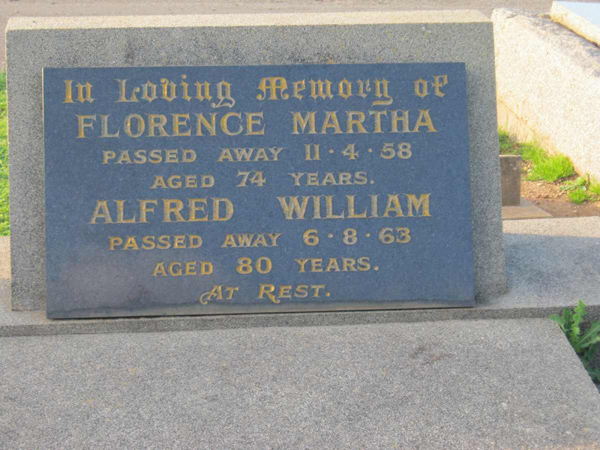 In Loving Memory of
FLORENCE MARTHA
PASSED AWAY 11·4·58
AGED 74 YEARS.
ALFRED WILLIAM
PASSED AWAY 6·8·63
AGED 80 YEARS.
AT REST.